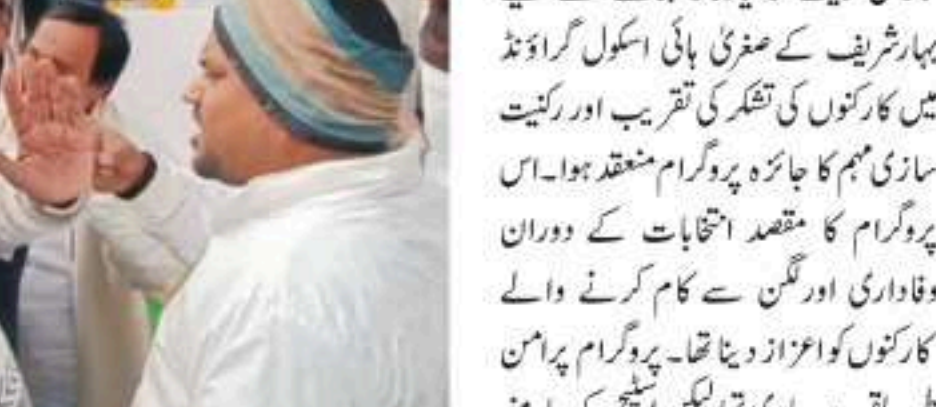 بہار شریف کے صغریٰ ہائی اسکول گراؤنڈ
میں کارکنوں کی تشکر کی تقریب اور رکنیت
سازی مہم کا جائزہ پروگرام منعقد ہوا۔ اس
پروگرام کا مقصد انتخابات کے دوران
وفاداری اور لگن سے کام کرنے والے
کارکنوں کو اعزاز دینا تھا۔ پروگرام پرامن